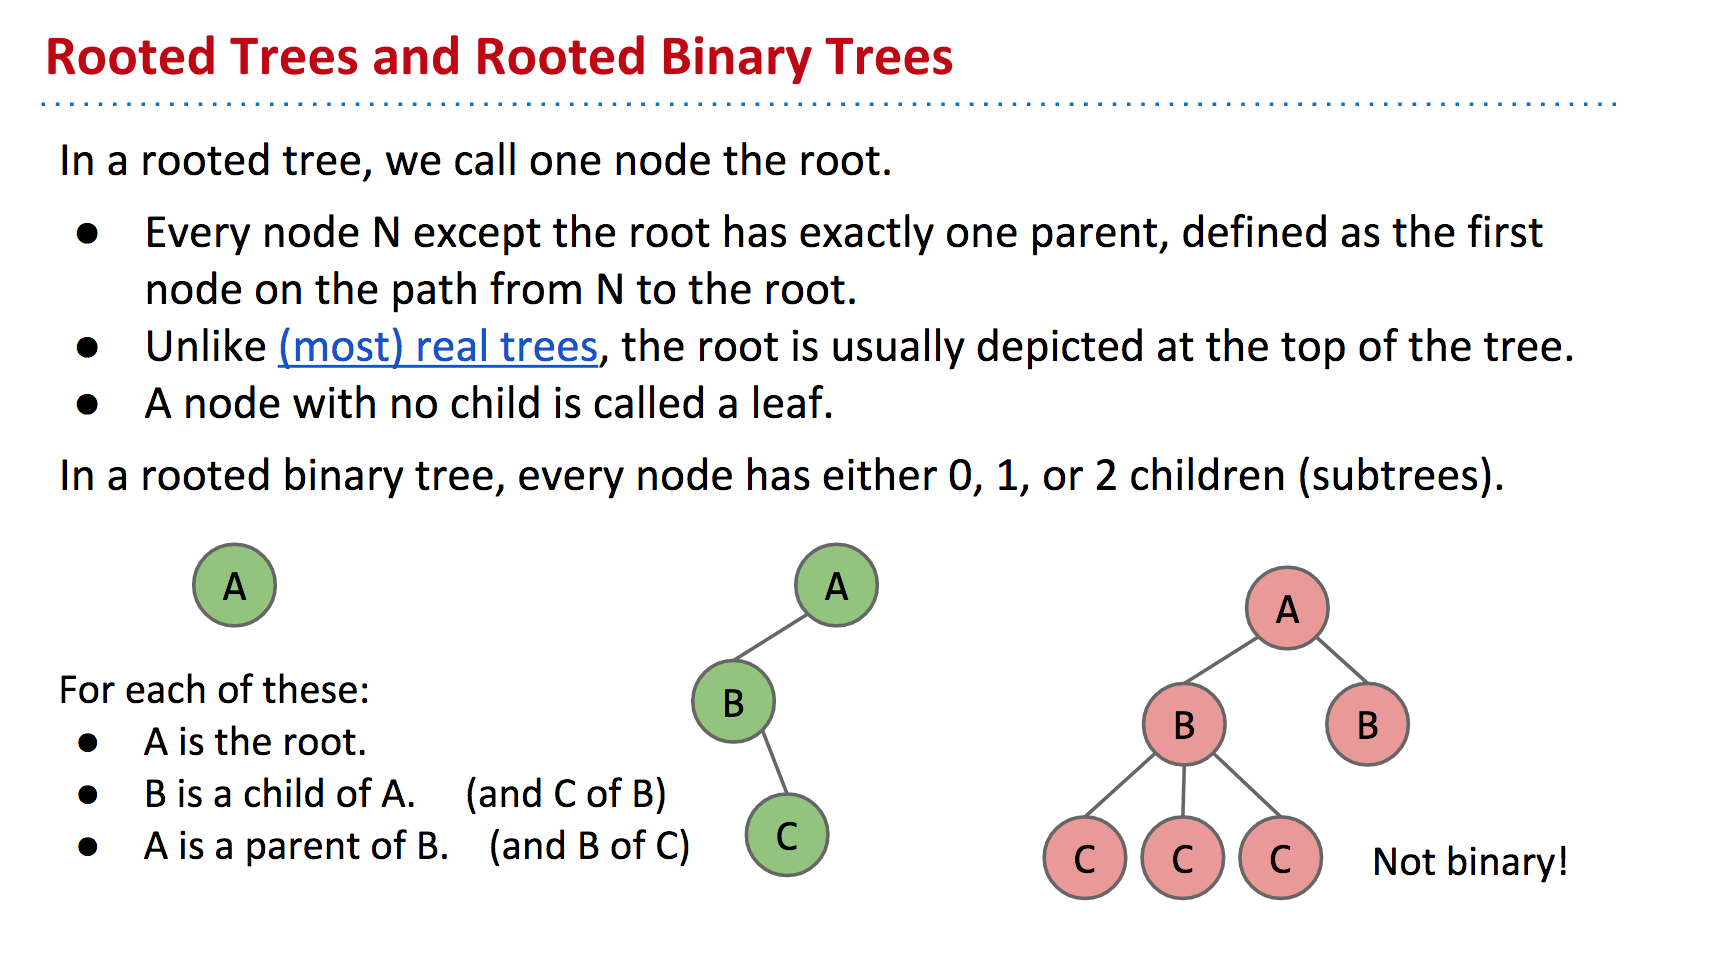 Rooted Trees and Rooted Binary Trees
In a rooted tree, we call one node the root.
● Every node N except the root has exactly one parent, defined as the first
node on the path from N to the root.
● Unlike (most) real trees, the root is usually depicted at the top of the tree.
● A node with no child is called a leaf.
In a rooted binary tree, every node has either 0, 1, or 2 children (subtrees).
A
For each of these:
● A is the root.
● B is a child of A. (and C of B)
● A is a parent of B. (and B of C)
A
B
C
A
B B
C C C
Not binary!